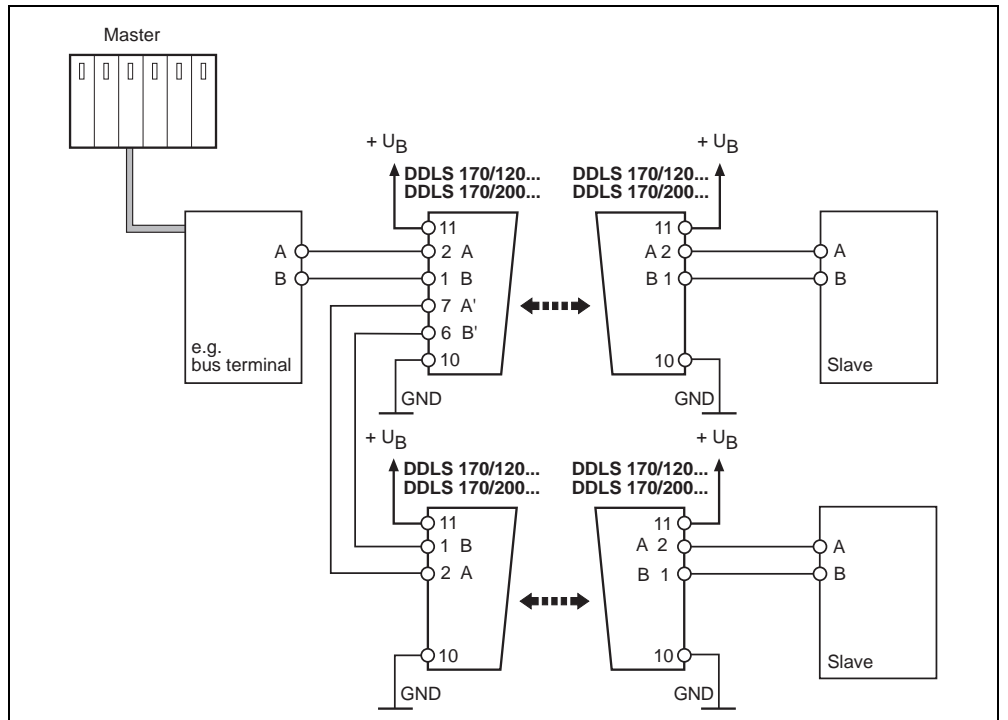 Master
+ UB
DDLS 170/120...
DDLS 170/200...
11
2 A
1 B
7 A'
6 B'
10
GND
A
B
e.g.
bus terminal
+ UB
DDLS 170/120...
DDLS 170/200...
11
A 2
B 1
10
GND
A
B
Slave
+ UB
DDLS 170/120...
DDLS 170/200...
11
1 B
2 A
10
GND
+ UB
DDLS 170/120...
DDLS 170/200...
11
A 2
B 1
10
GND
A
B
Slave